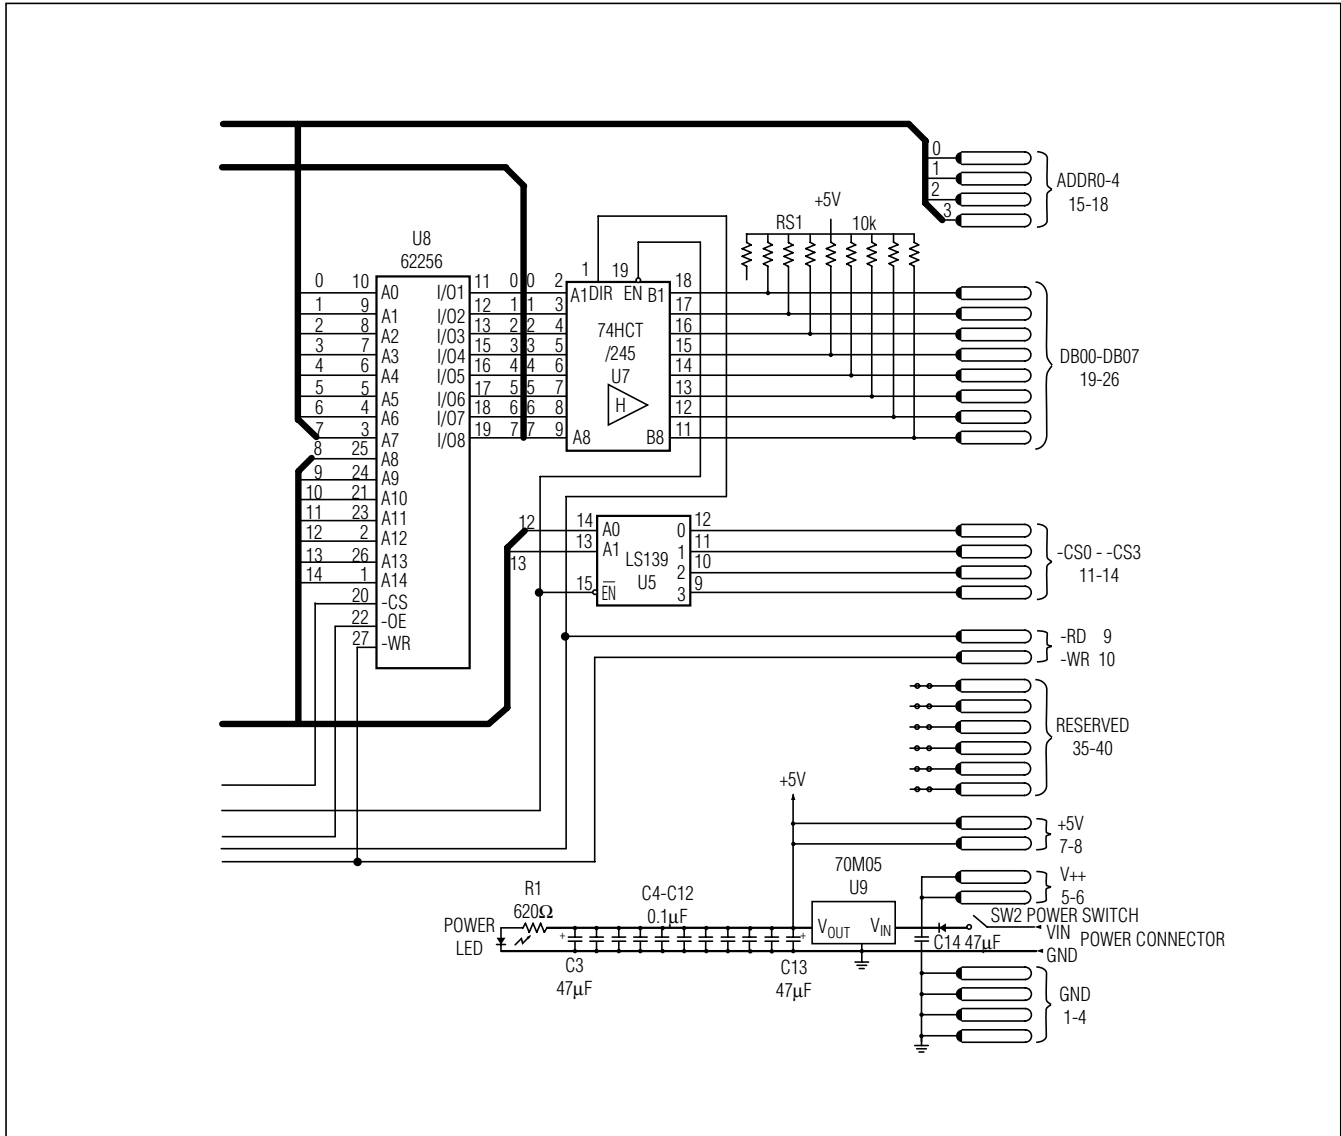 0
1
2
3
ADDR0-4
15-18
+5V
RS1 10k
U8
62256
0 10 A0 I/01 11 0 0 2 A1 DIR 1 19 EN B1 18
1 9 A1 I/02 12 1 1 3 17
2 8 A2 I/03 13 2 2 4 74HCT 16
3 7 A3 I/04 15 3 3 5 /245 15
4 6 A4 I/05 16 4 4 6 U7 14
5 5 A5 I/06 17 5 5 7 13
6 4 A6 I/07 18 6 6 8 H 12
7 3 A7 I/08 19 7 7 9 A8 B8 11
8 25 A8
9 24 A9
10 21 A10
11 23 A11
12 2 A12
13 26 A13
14 1 A14
20 -CS
22 -OE
27 -WR
DB00-DB07
19-26
12 14 A0 0 12
13 13 A1 1 11
LS139 2 10
U5
15 EN 3 9
-CS0 - -CS3
11-14
-RD 9
-WR 10
RESERVED
35-40
+5V
+5V
7-8
70M05
U9
VOUT VIN
V++
5-6
R1
620Ω
C4-C12
0.1µF
POWER
LED
C3
47µF
C13
47µF
C14 47µF
SW2 POWER SWITCH
VIN
POWER CONNECTOR
GND
GND
1-4